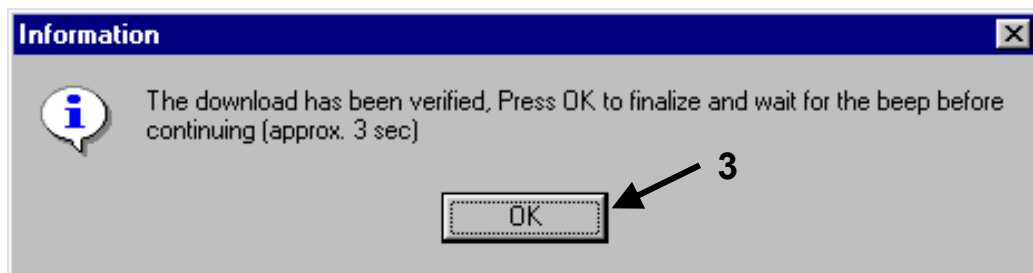 Information
The download has been verified, Press OK to finalize and wait for the beep before
continuing (approx. 3 sec)
3
OK